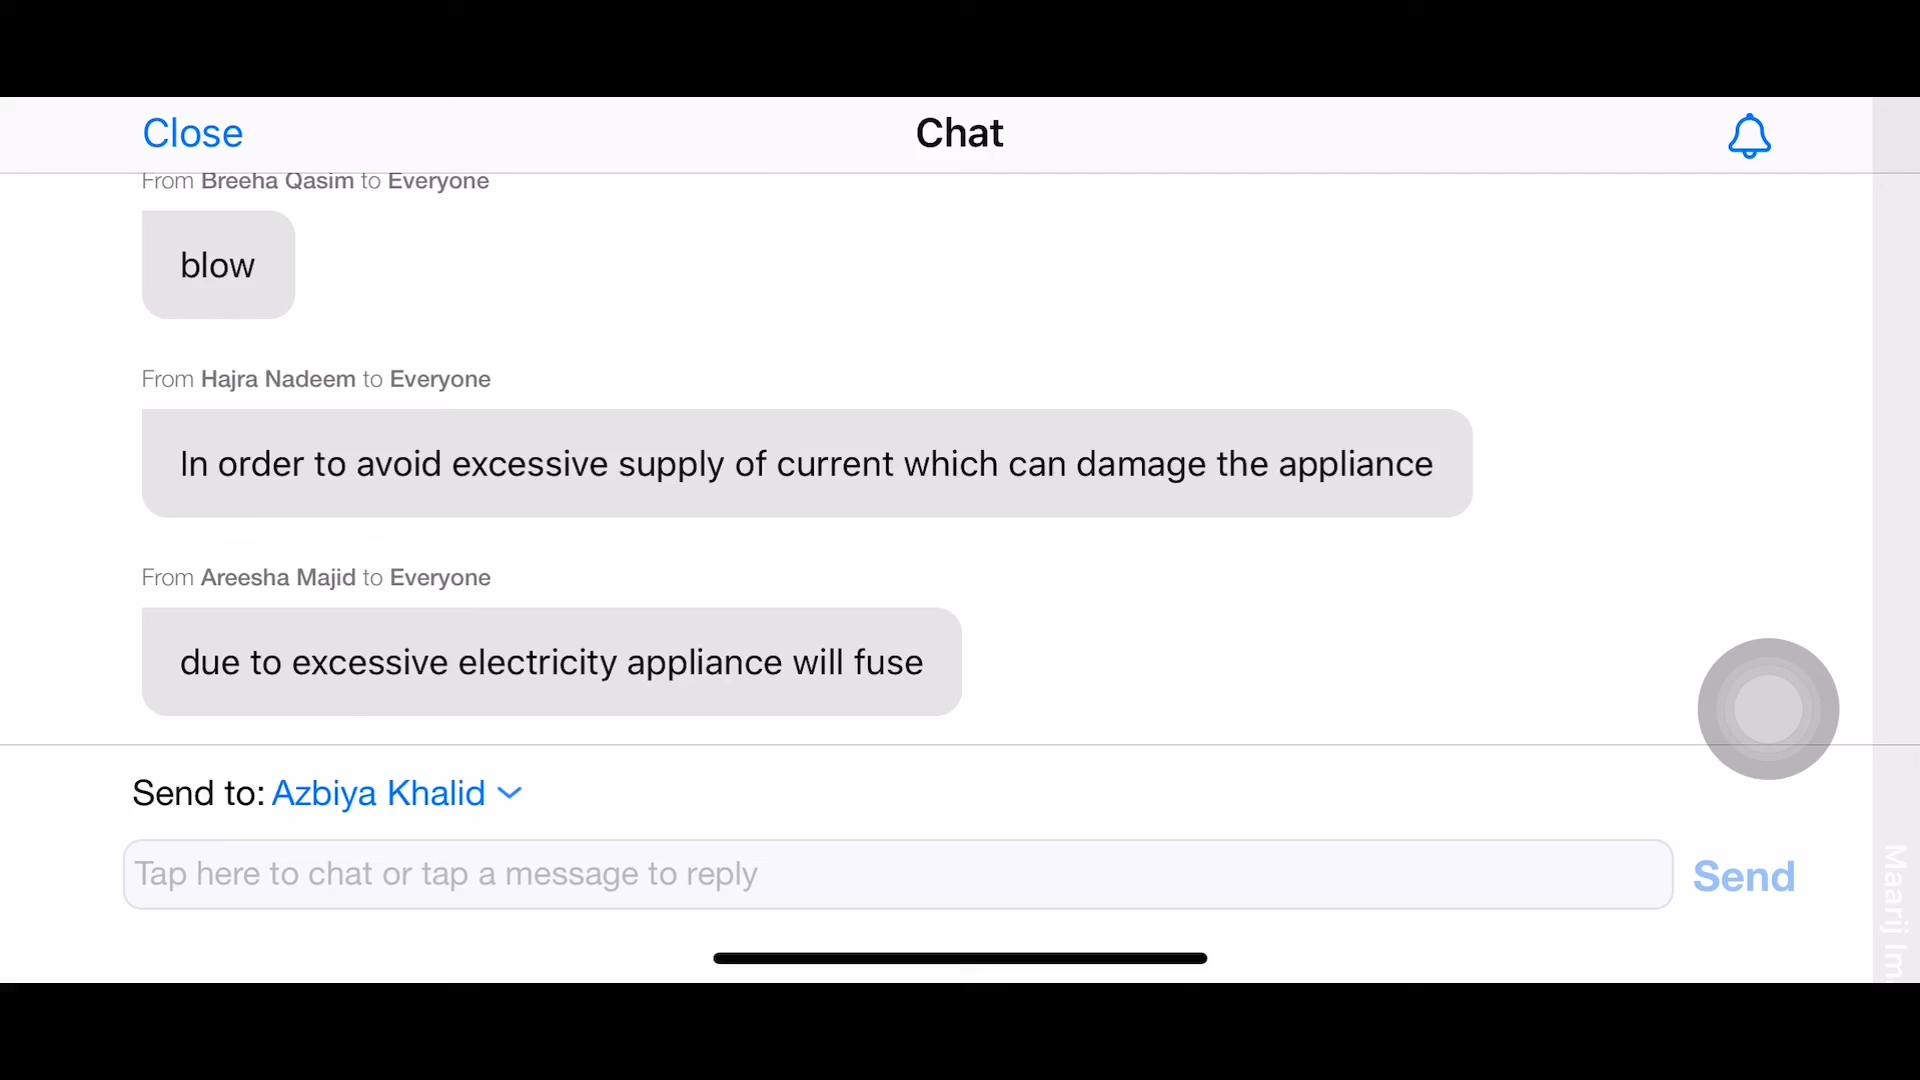 Close
Chat
From Breeha Qasim to Everyone
blow
From Hajra Nadeem to Everyone
In order to avoid excessive supply of current which can damage the appliance
From Areesha Majid to Everyone
due to excessive electricity appliance will fuse
Send to: Azbiya Khalid
Tap here to chat or tap a message to reply
Send
Maarij Im